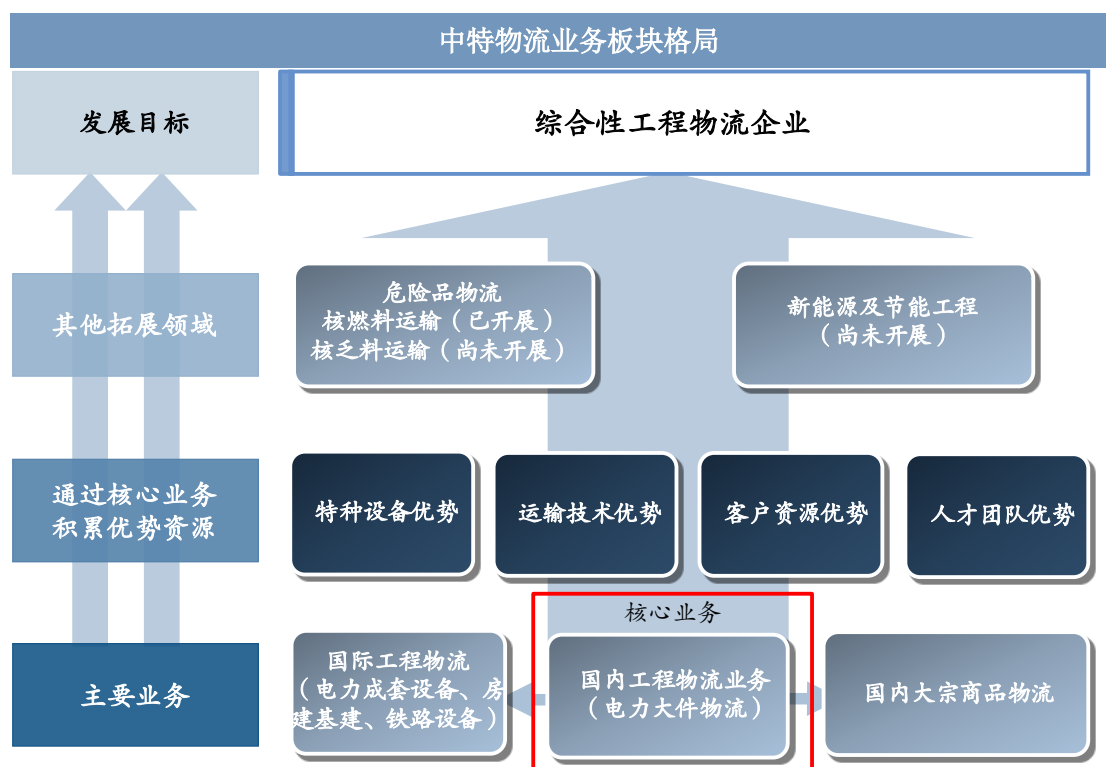 中特物流业务板块格局
发展目标
综合性工程物流企业
其他拓展领域
危险品物流
核燃料运输（已开展）
核乏料运输（尚未开展）
新能源及节能工程
（尚未开展）
通过核心业务
积累优势资源
特种设备优势
运输技术优势
客户资源优势
人才团队优势
主要业务
国际工程物流
（电力成套设备、房
建基建、铁路设备）
核心业务
国内工程物流业务
（电力大件物流）
国内大宗商品物流